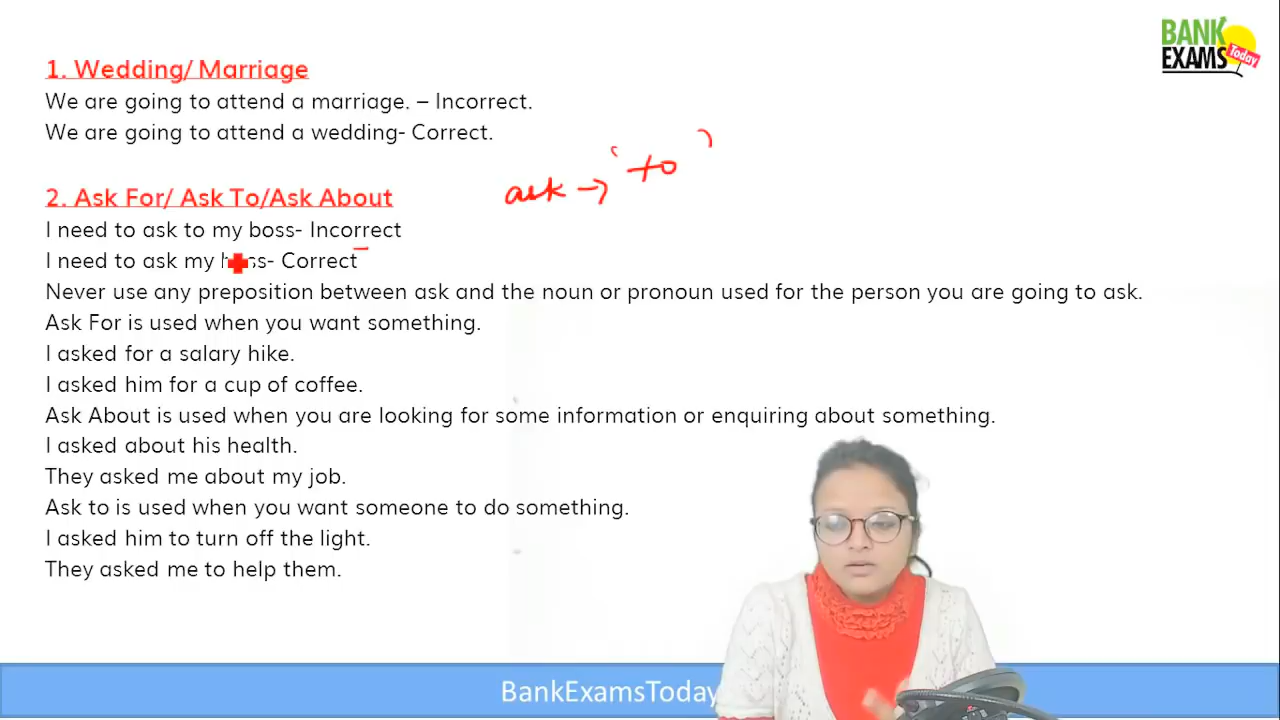 BANK
EXAMS
Today
1. Wedding/ Marriage
We are going to attend a marriage. – Incorrect.
We are going to attend a wedding- Correct.
ask → ' to '
2. Ask For/ Ask To/Ask About
I need to ask to my boss- Incorrect
I need to ask my boss- Correct
Never use any preposition between ask and the noun or pronoun used for the person you are going to ask.
Ask For is used when you want something.
I asked for a salary hike.
I asked him for a cup of coffee.
Ask About is used when you are looking for some information or enquiring about something.
I asked about his health.
They asked me about my job.
Ask to is used when you want someone to do something.
I asked him to turn off the light.
They asked me to help them.
BankExamsToday